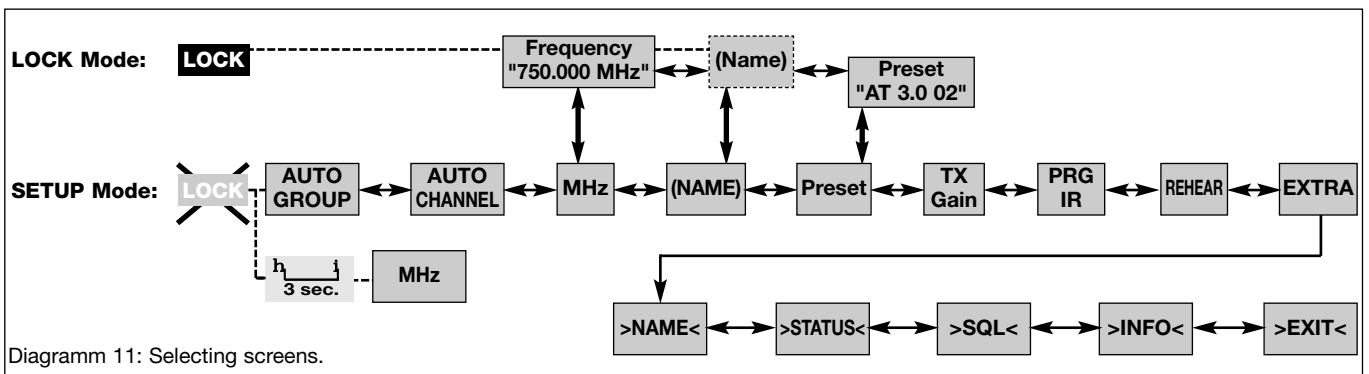 LOCK Mode:
LOCK
Frequency
"750.000 MHz"
(Name)
Preset
"AT 3.0 02"
SETUP Mode:
LOCK
AUTO
GROUP
AUTO
CHANNEL
MHz
(NAME)
Preset
TX
Gain
PRG
IR
REHEAR
EXTRA
h i
3 sec.
MHz
>NAME<
>STATUS<
>SQL<
>INFO<
>EXIT<
Diagramm 11: Selecting screens.